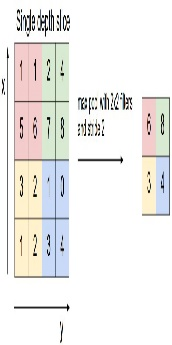 Single depth slice
x
1 1 2 4
5 6 7 8
3 2 1 0
1 2 3 4
y
max pool with 2x2 filters
and stride 2
6 8
3 4